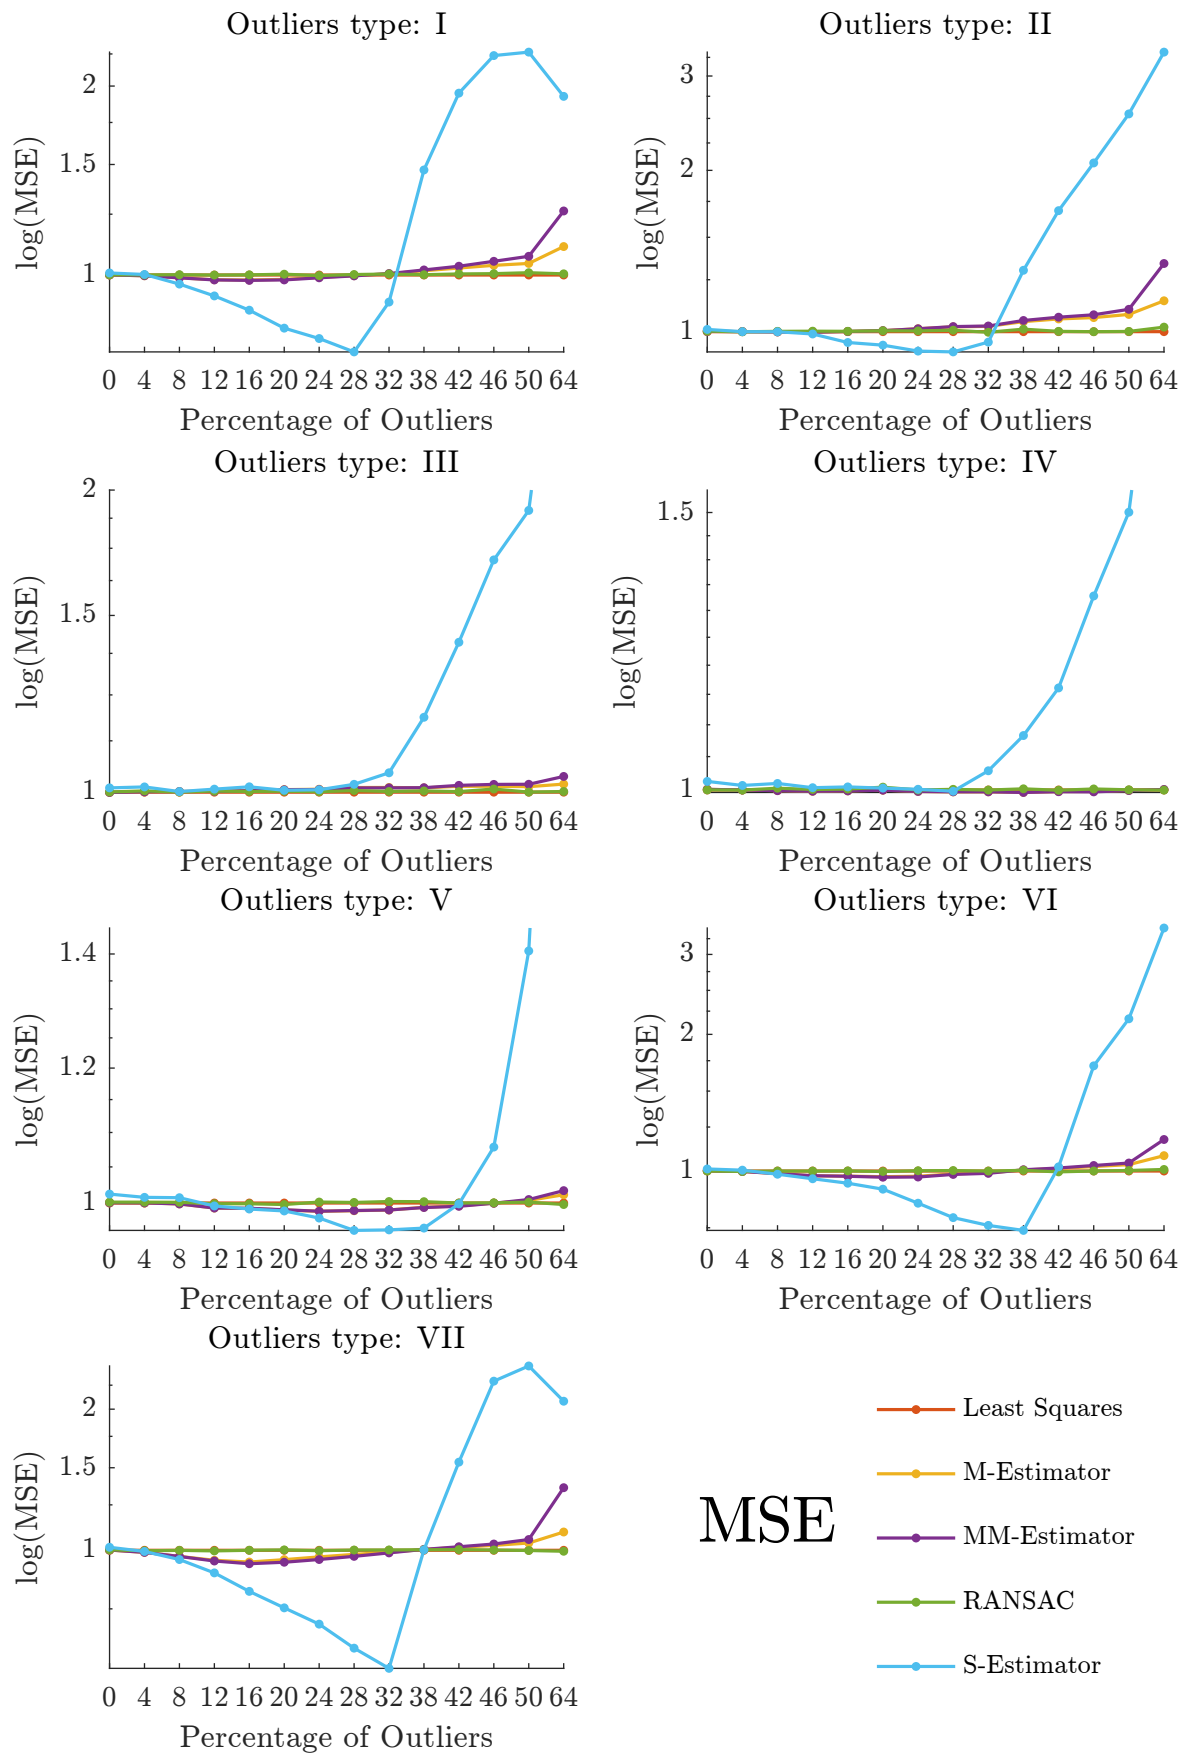 Outliers type: I
2
1.5
1
log(MSE)
0 4 8 12 16 20 24 28 32 38 42 46 50 64
Percentage of Outliers
Outliers type: II
3
2
1
log(MSE)
0 4 8 12 16 20 24 28 32 38 42 46 50 64
Percentage of Outliers
Outliers type: III
2
1.5
1
log(MSE)
0 4 8 12 16 20 24 28 32 38 42 46 50 64
Percentage of Outliers
Outliers type: IV
1.5
1
log(MSE)
0 4 8 12 16 20 24 28 32 38 42 46 50 64
Percentage of Outliers
Outliers type: V
1.4
1.2
1
log(MSE)
0 4 8 12 16 20 24 28 32 38 42 46 50 64
Percentage of Outliers
Outliers type: VI
3
2
1
log(MSE)
0 4 8 12 16 20 24 28 32 38 42 46 50 64
Percentage of Outliers
Outliers type: VII
2
1.5
1
log(MSE)
0 4 8 12 16 20 24 28 32 38 42 46 50 64
Percentage of Outliers
MSE
Least Squares
M-Estimator
MM-Estimator
RANSAC
S-Estimator